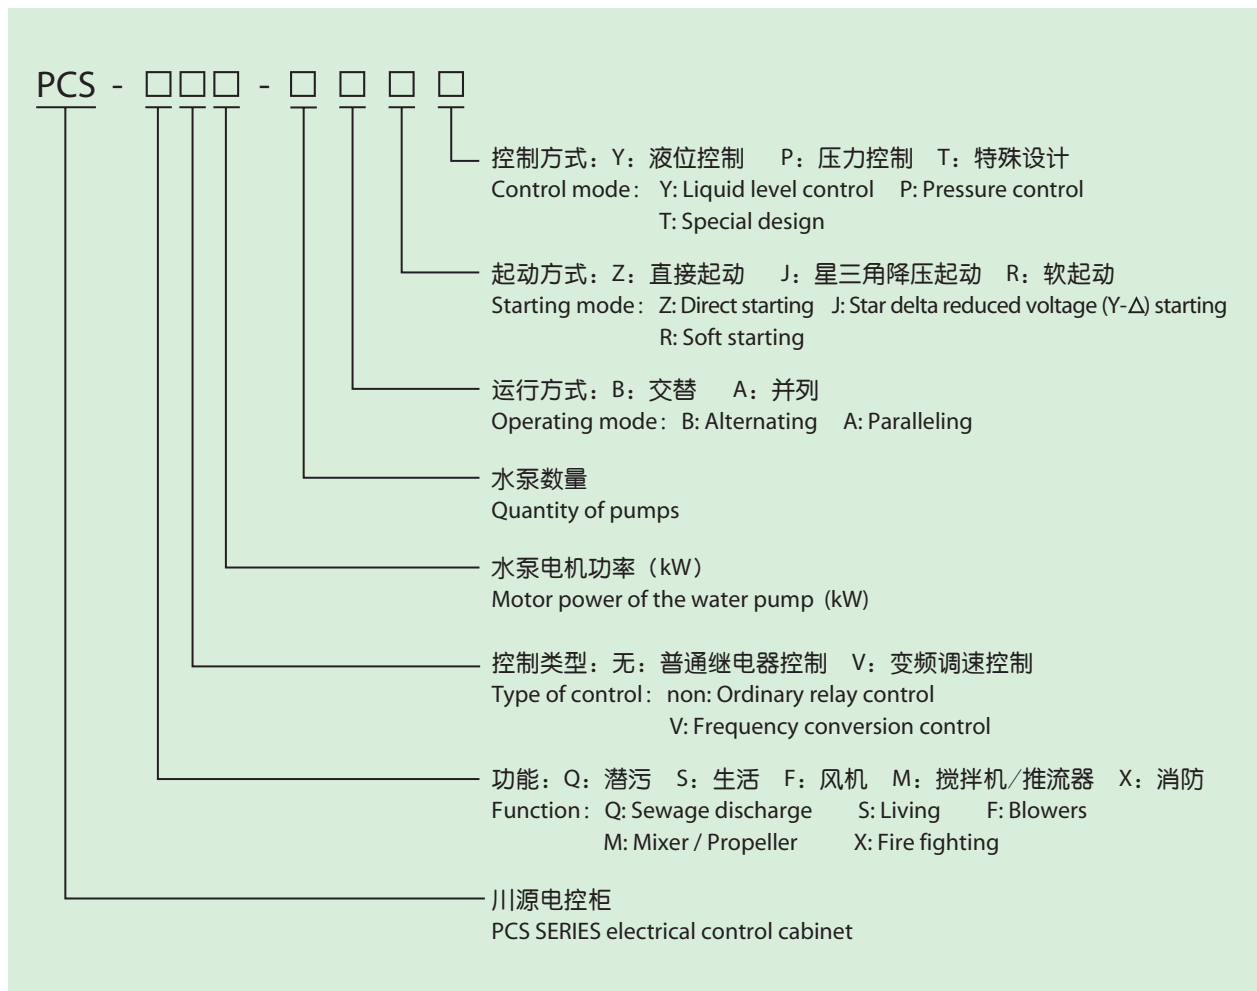 PCS - □□□ - □ □ □ □
控制方式：Y：液位控制 P：压力控制 T：特殊设计
Control mode： Y: Liquid level control P: Pressure control
T: Special design
起动方式：Z：直接起动 J：星三角降压起动 R：软起动
Starting mode： Z: Direct starting J: Star delta reduced voltage (Y-Δ) starting
R: Soft starting
运行方式：B：交替 A：并列
Operating mode： B: Alternating A: Paralleling
水泵数量
Quantity of pumps
水泵电机功率（kW）
Motor power of the water pump (kW)
控制类型：无：普通继电器控制 V：变频调速控制
Type of control： non: Ordinary relay control
V: Frequency conversion control
功能：Q：潜污 S：生活 F：风机 M：搅拌机/推流器 X：消防
Function： Q: Sewage discharge S: Living F: Blowers
M: Mixer / Propeller X: Fire fighting
川源电控柜
PCS SERIES electrical control cabinet